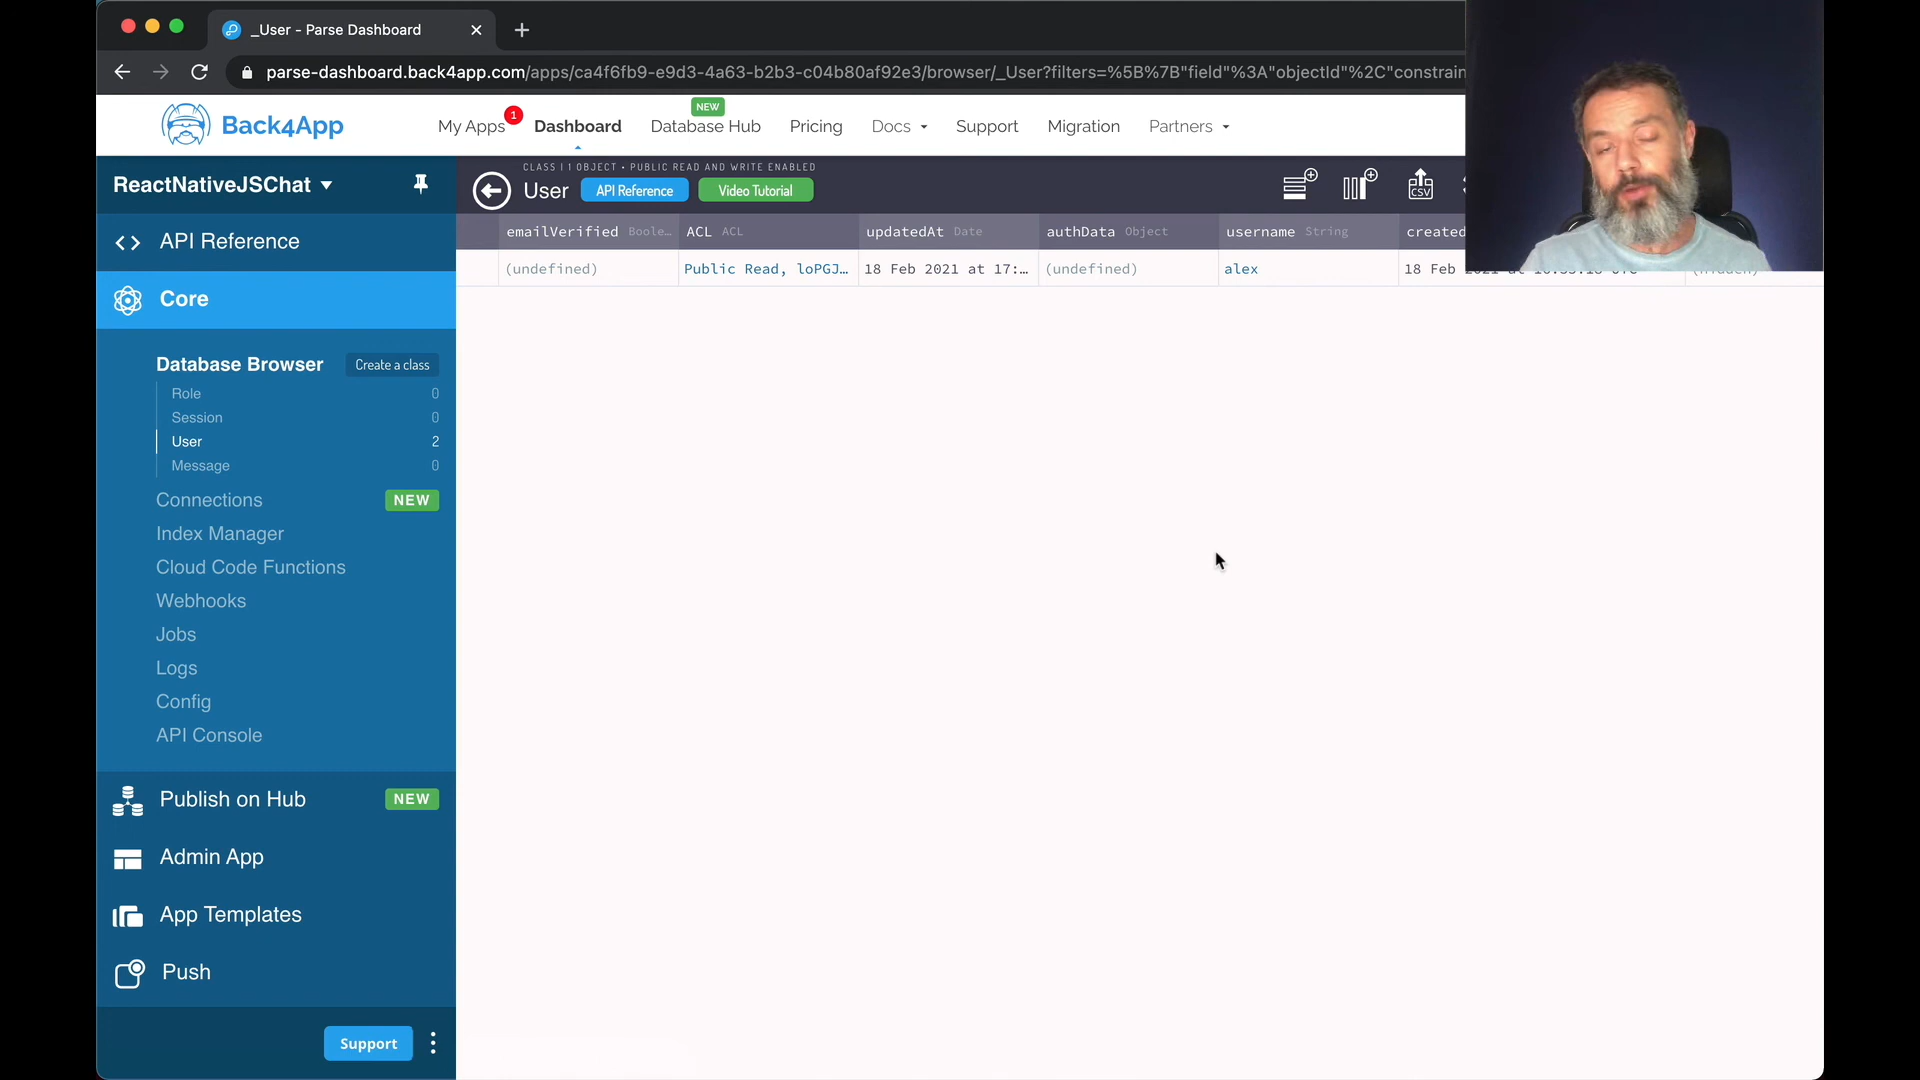 _User - Parse Dashboard
parse-dashboard.back4app.com/apps/ca4f6fb9-e9d3-4a63-b2b3-c04b80af92e3/browser/_User?filters=%5B%7B"field"%3A"objectId"%2C"constrain
Back4App
My Apps 1 Dashboard Database Hub NEW Pricing Docs Support Migration Partners
ReactNativeJSChat
API Reference
Core
Database Browser Create a class
Role 0
Session 0
User 2
Message 0
Connections NEW
Index Manager
Cloud Code Functions
Webhooks
Jobs
Logs
Config
API Console
Publish on Hub NEW
Admin App
App Templates
Push
Support
CLASS | 1 OBJECT • PUBLIC READ AND WRITE ENABLED
User API Reference Video Tutorial
CSV
emailVerified Boole… ACL ACL updatedAt Date authData Object username String created
(undefined) Public Read, loPGJ… 18 Feb 2021 at 17:… (undefined) alex 18 Feb